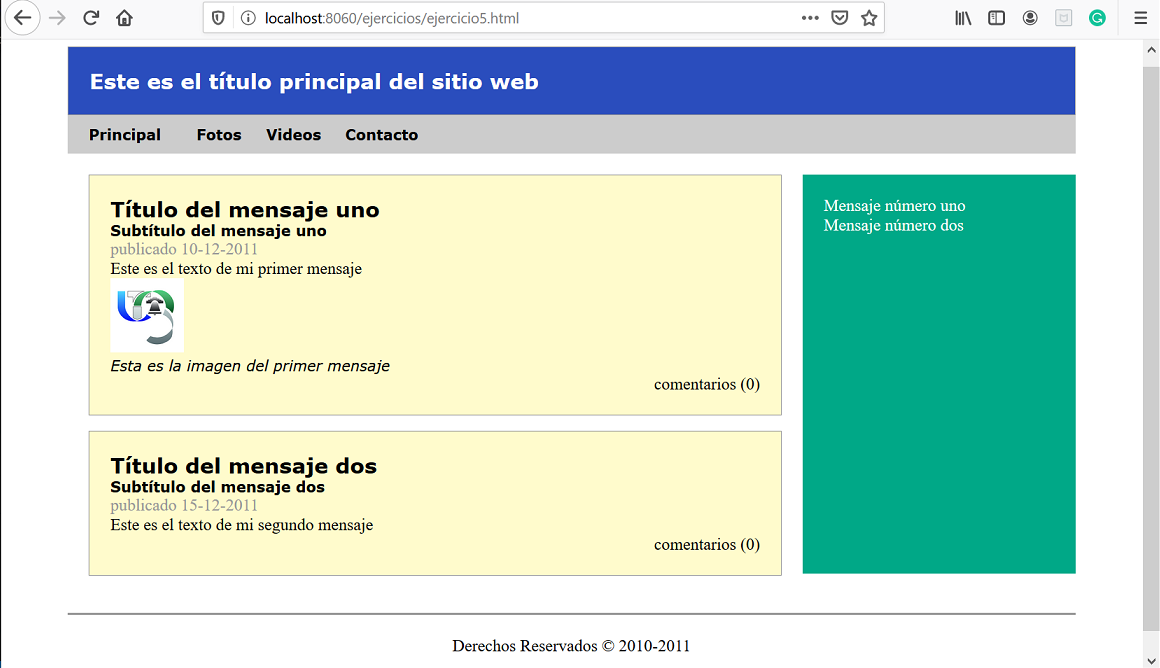 localhost:8060/ejercicios/ejercicio5.html
Este es el título principal del sitio web
Principal Fotos Videos Contacto
Título del mensaje uno
Subtítulo del mensaje uno
publicado 10-12-2011
Este es el texto de mi primer mensaje
Esta es la imagen del primer mensaje
comentarios (0)
Título del mensaje dos
Subtítulo del mensaje dos
publicado 15-12-2011
Este es el texto de mi segundo mensaje
comentarios (0)
Mensaje número uno
Mensaje número dos
Derechos Reservados © 2010-2011